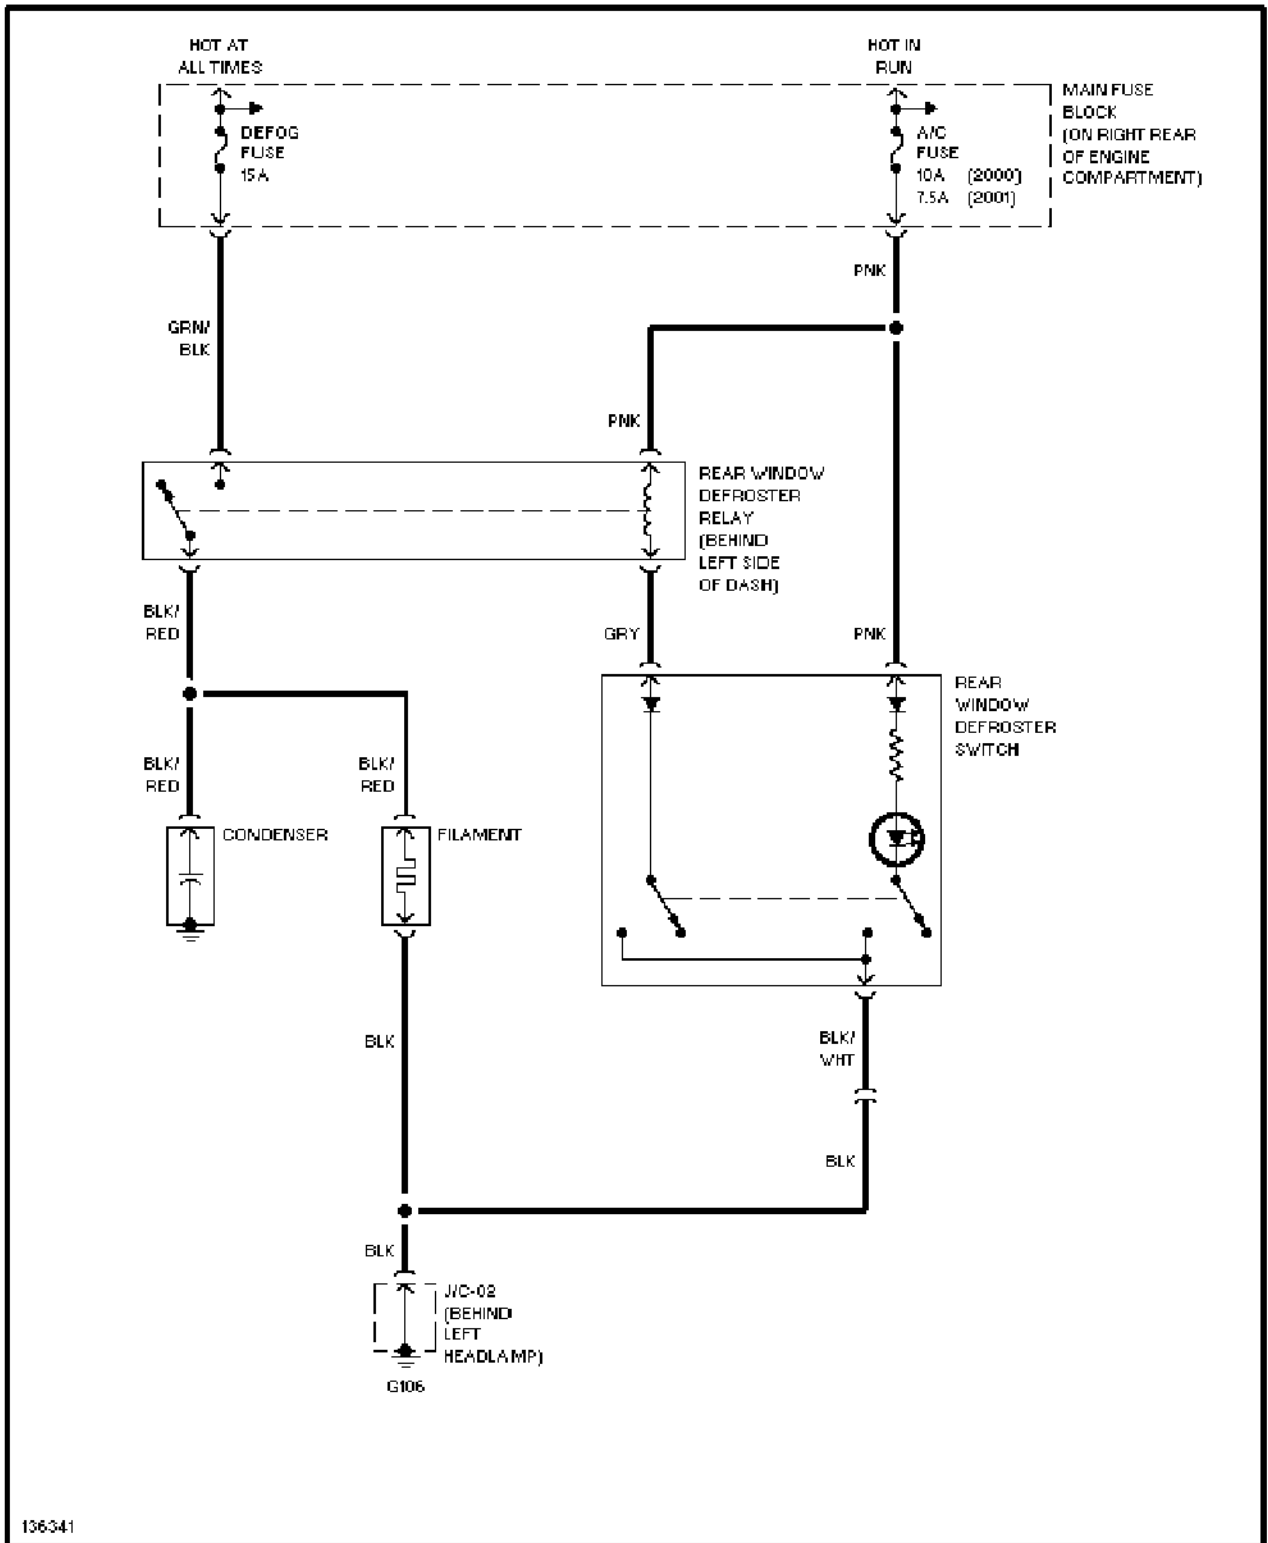 HOT AT
ALL TIMES
HOT IN
RUN
DEFOG
FUSE
15A
A/C
FUSE
10A (2000)
7.5A (2001)
MAIN FUSE
BLOCK
(ON RIGHT REAR
OF ENGINE
COMPARTMENT)
PNK
GRN/
BLK
PNK
REAR WINDOW
DEFROSTER
RELAY
(BEHIND
LEFT SIDE
OF DASH)
BLK/
RED
GRY
PNK
REAR
WINDOW
DEFROSTER
SWITCH
BLK/
RED
BLK/
RED
CONDENSER
FILAMENT
BLK
BLK/
WHT
BLK
BLK
J/C-02
(BEHIND
LEFT
HEADLAMP)
G106
136341